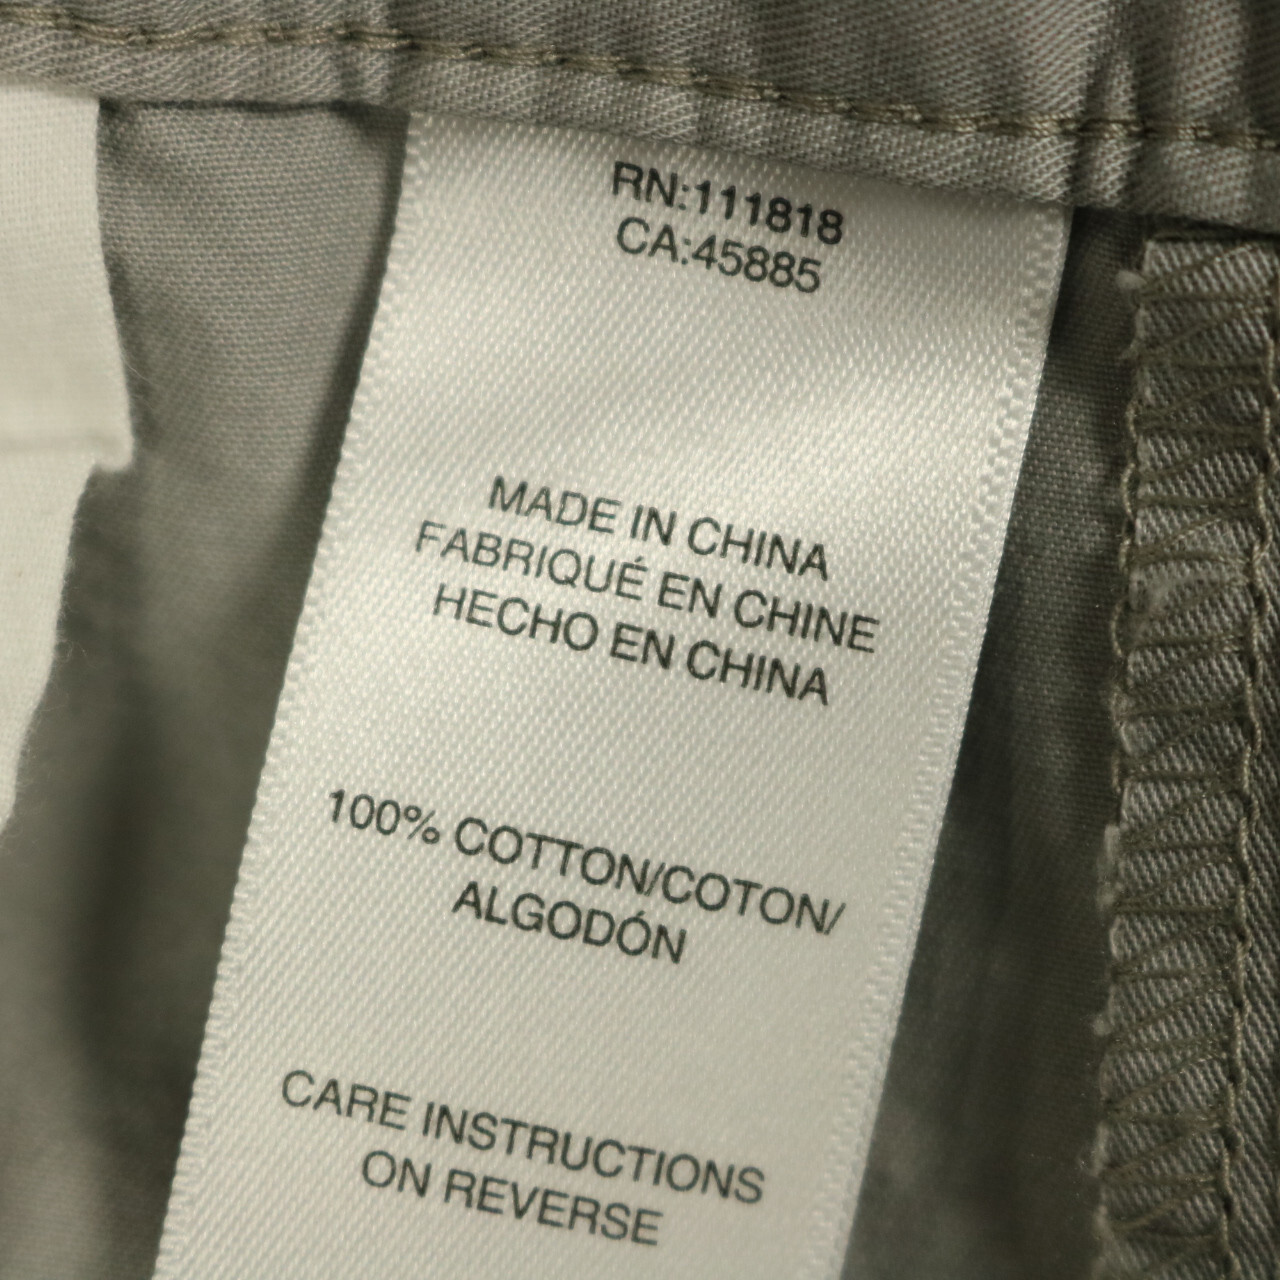 RN:111818
CA:45885
MADE IN CHINA
FABRIQUÉ EN CHINE
HECHO EN CHINA
100% COTTON/COTON/
ALGODÓN
CARE INSTRUCTIONS
ON REVERSE